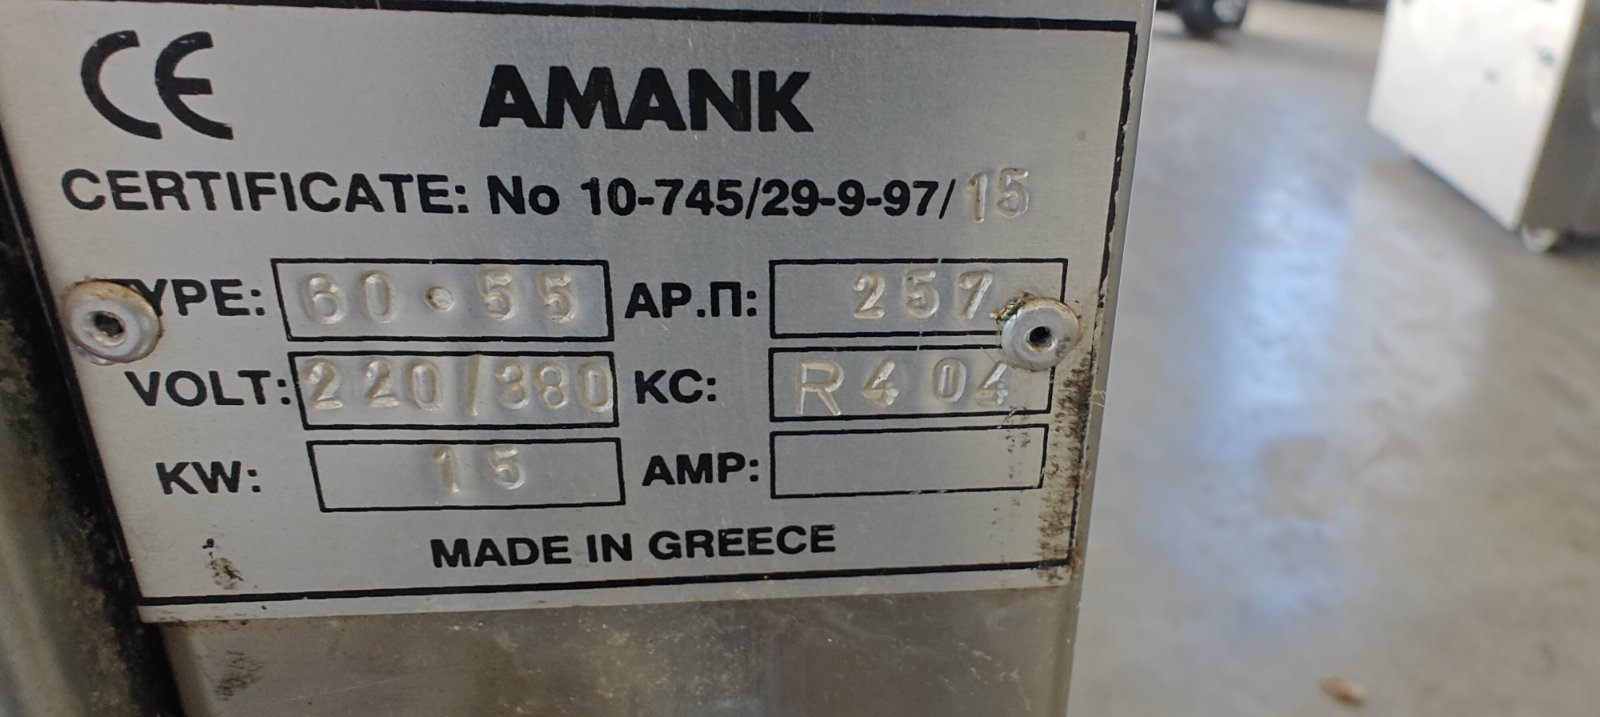 CE AMANK
CERTIFICATE: No 10-745/29-9-97/15
TYPE: 60.55 ΑΡ.Π: 257
VOLT: 220/380 KC: R404
KW: 15 AMP:
MADE IN GREECE